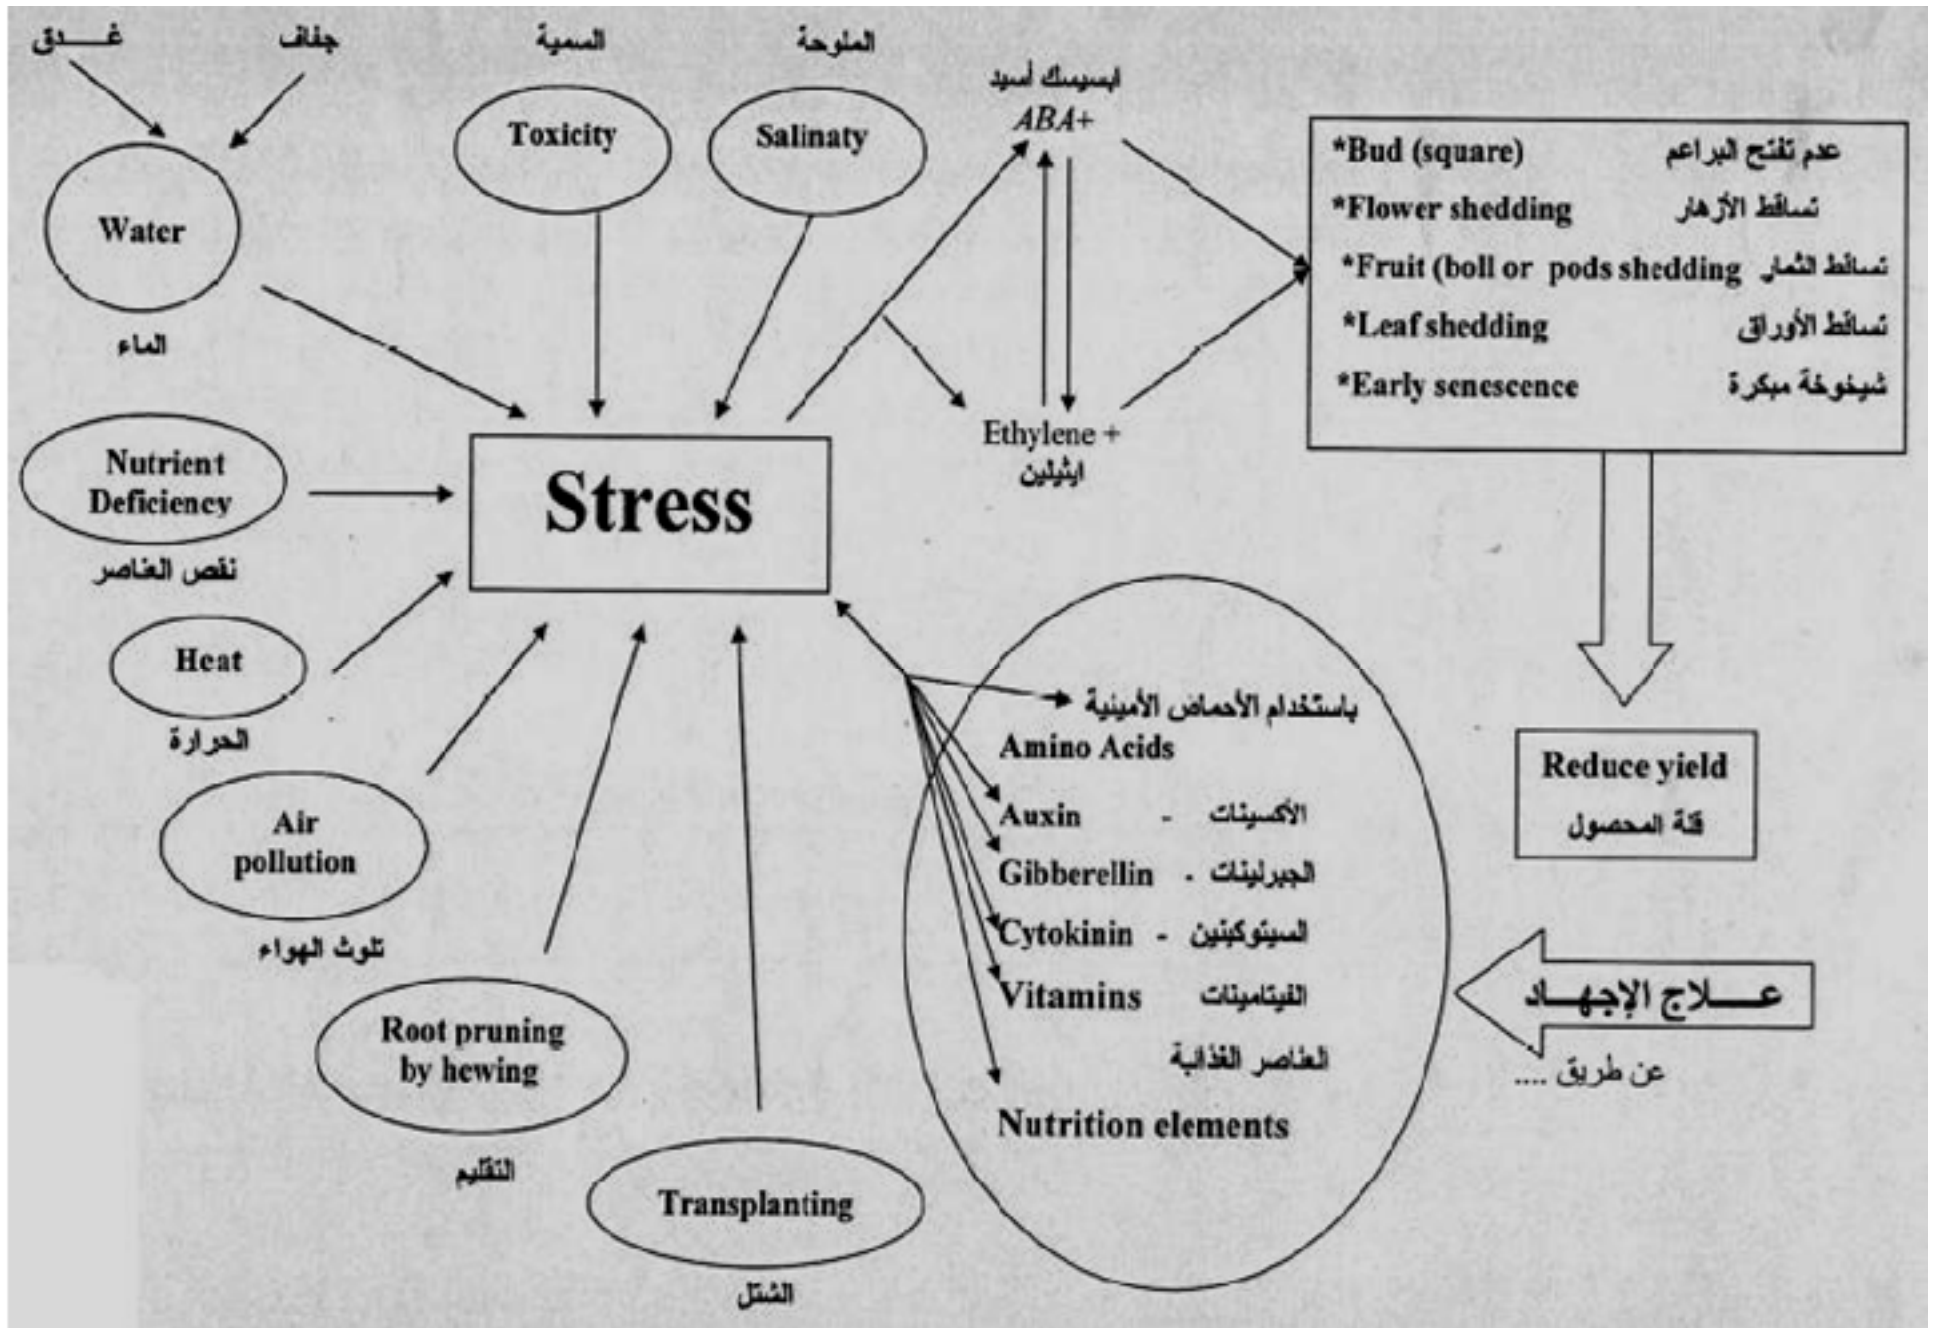 غــــدق
جفاف
السمية
الملوحة
Water
الماء
Toxicity
Salinaty
ابسيسك أسيد
ABA+
Ethylene +
ايثيلين
*Bud (square) عدم تفتح البراعم
*Flower shedding تساقط الأزهار
*Fruit (boll or pods shedding تساقط الثمار
*Leaf shedding تساقط الأوراق
*Early senescence شيخوخة مبكرة
Nutrient
Deficiency
نقص العناصر
Stress
Heat
الحرارة
Air
pollution
تلوث الهواء
Root pruning
by hewing
التقليم
Transplanting
الشتل
باستخدام الأحماض الأمينية
Amino Acids
Auxin - الأكسينات
Gibberellin - الجبرلينات
Cytokinin - السيتوكينين
Vitamins الفيتامينات
العناصر الغذائية
Nutrition elements
Reduce yield
قلة المحصول
عـــلاج الإجهـــاد
عن طريق ....